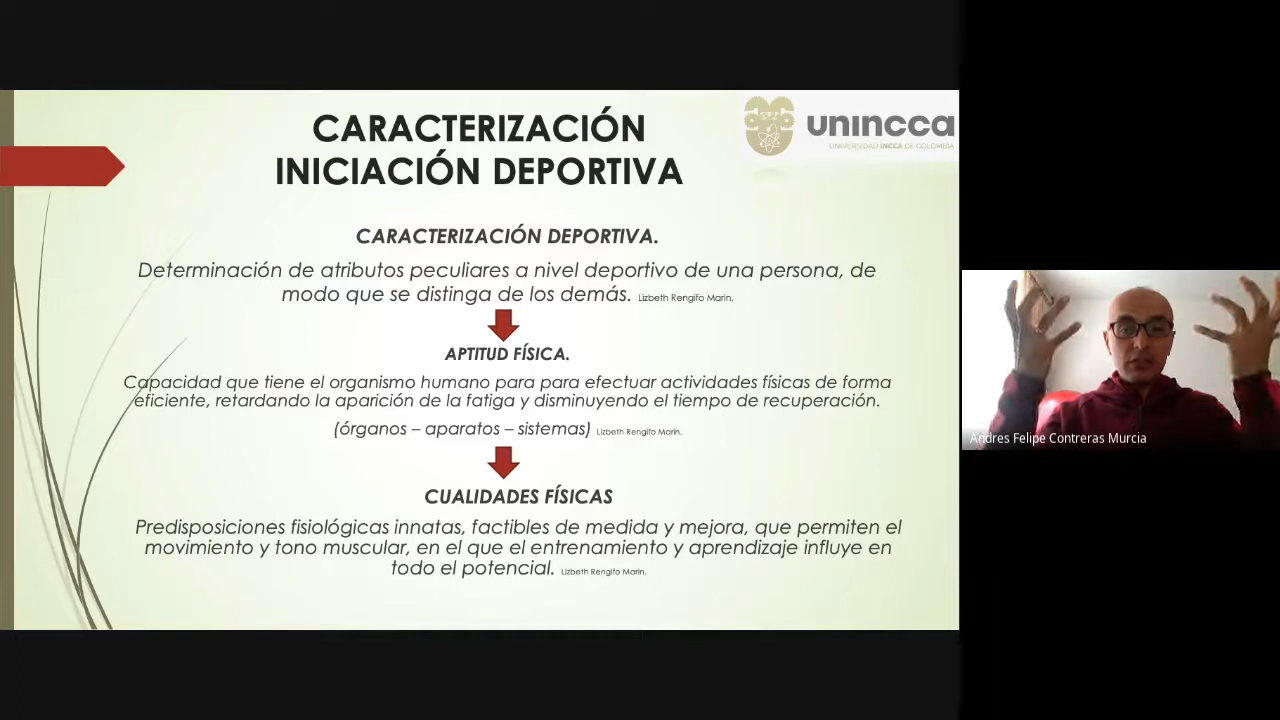 CARACTERIZACIÓN
INICIACIÓN DEPORTIVA
unincca
UNIVERSIDAD INCCA DE COLOMBIA
CARACTERIZACIÓN DEPORTIVA.
Determinación de atributos peculiares a nivel deportivo de una persona, de
modo que se distinga de los demás. Lizbeth Rengifo Marin.
APTITUD FÍSICA.
Capacidad que tiene el organismo humano para para efectuar actividades físicas de forma
eficiente, retardando la aparición de la fatiga y disminuyendo el tiempo de recuperación.
(órganos – aparatos – sistemas) Lizbeth Rengifo Marin.
CUALIDADES FÍSICAS
Predisposiciones fisiológicas innatas, factibles de medida y mejora, que permiten el
movimiento y tono muscular, en el que el entrenamiento y aprendizaje influye en
todo el potencial. Lizbeth Rengifo Marin.
Andres Felipe Contreras Murcia